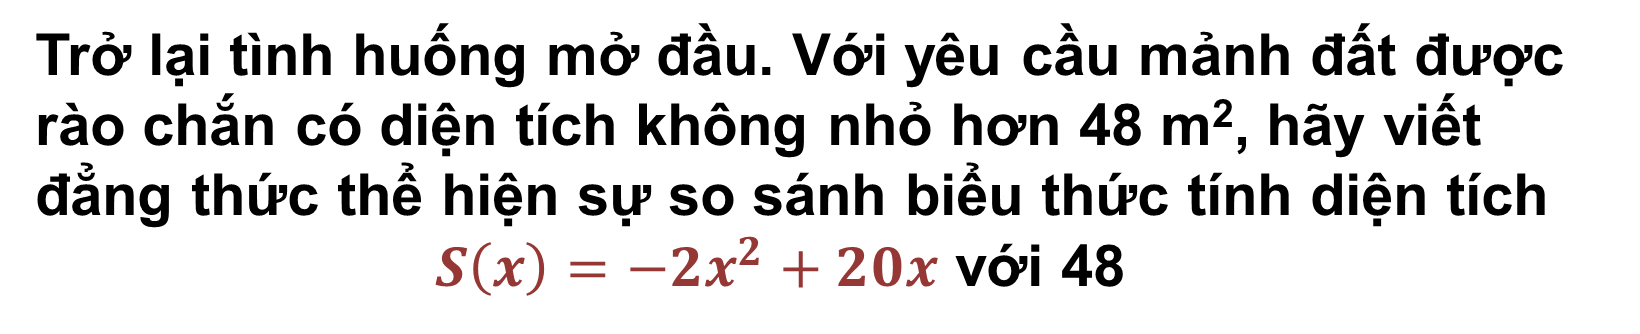 Trở lại tình huống mở đầu. Với yêu cầu mảnh đất được
rào chắn có diện tích không nhỏ hơn 48 m², hãy viết
đẳng thức thể hiện sự so sánh biểu thức tính diện tích
S(x) = −2x² + 20x với 48